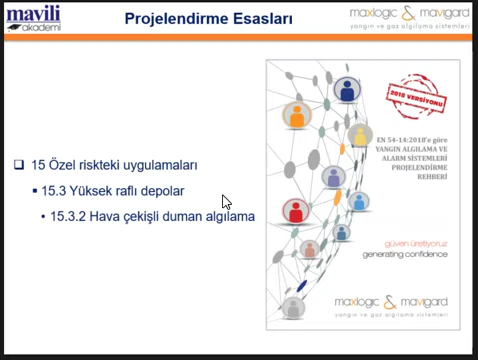 mavili
akademi
Projelendirme Esasları
maxlogic & mavigard
yangın ve gaz algılama sistemleri
15 Özel riskteki uygulamaları
15.3 Yüksek raflı depolar
15.3.2 Hava çekişli duman algılama
2018 VERSİYONU
EN 54-14:2018'e göre
YANGIN ALGILAMA VE
ALARM SİSTEMLERİ
PROJELENDİRME
REHBERİ
güven üretiyoruz
generating confidence
maxlogic & mavigard
yangın ve gaz algılama sistemleri